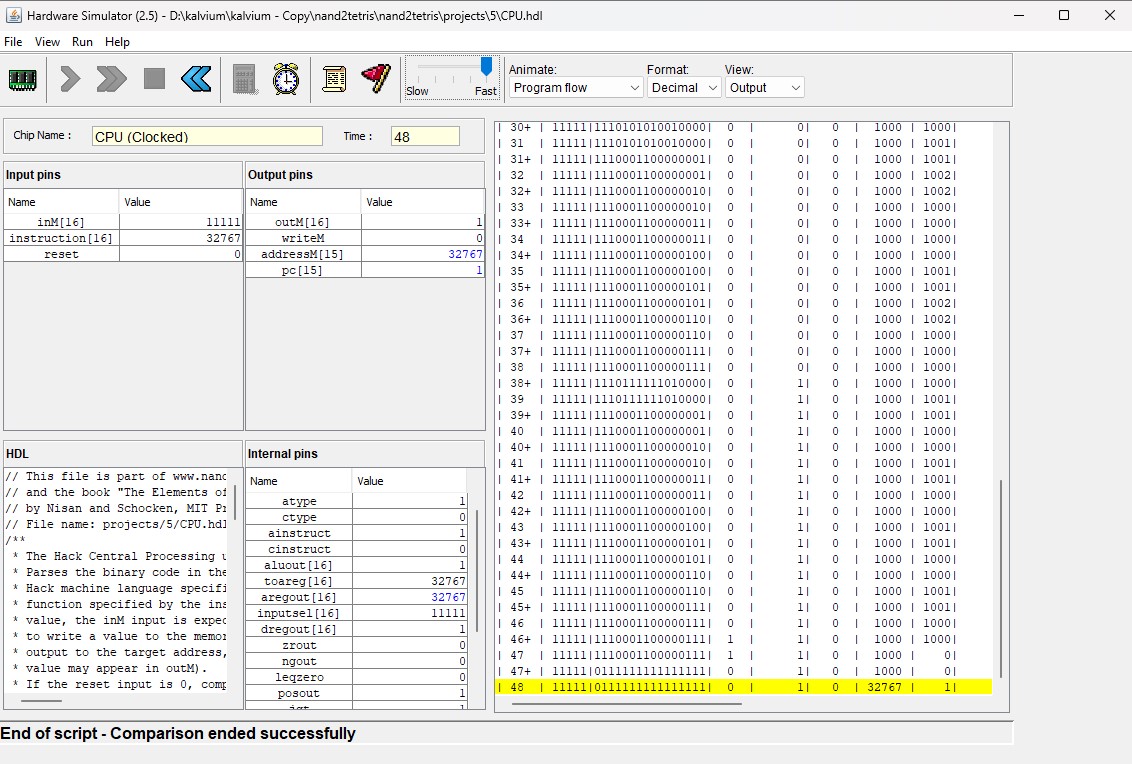 Hardware Simulator (2.5) - D:\kalvium\kalvium - Copy\nand2tetris\nand2tetris\projects\5\CPU.hdl
File View Run Help
Slow Fast
Animate: Format: View:
Program flow Decimal Output
Chip Name : CPU (Clocked) Time : 48
Input pins
Name Value
inM[16] 11111
instruction[16] 32767
reset 0
Output pins
Name Value
outM[16] 1
writeM 0
addressM[15] 32767
pc[15] 1
HDL
// This file is part of www.nand
// and the book "The Elements of
// by Nisan and Schocken, MIT Pr
// File name: projects/5/CPU.hdl
/**
* The Hack Central Processing u
* Parses the binary code in the
* Hack machine language specifi
* function specified by the ins
* value, the inM input is expec
* to write a value to the memor
* output to the target address,
* value may appear in outM).
* If the reset input is 0, comp
Internal pins
Name Value
atype 1
ctype 0
ainstruct 1
cinstruct 0
aluout[16] 1
toareg[16] 32767
aregout[16] 32767
inputsel[16] 11111
dregout[16] 1
zrout 0
ngout 0
leqzero 0
posout 1
jgt 1
| 30+ | 11111|1110101010010000| 0 | 0| 0 | 1000 | 1000|
| 31 | 11111|1110101010010000| 0 | 0| 0 | 1000 | 1001|
| 31+ | 11111|1110001100000001| 0 | 0| 0 | 1000 | 1001|
| 32 | 11111|1110001100000001| 0 | 0| 0 | 1000 | 1002|
| 32+ | 11111|1110001100000010| 0 | 0| 0 | 1000 | 1002|
| 33 | 11111|1110001100000010| 0 | 0| 0 | 1000 | 1000|
| 33+ | 11111|1110001100000011| 0 | 0| 0 | 1000 | 1000|
| 34 | 11111|1110001100000011| 0 | 0| 0 | 1000 | 1000|
| 34+ | 11111|1110001100000100| 0 | 0| 0 | 1000 | 1000|
| 35 | 11111|1110001100000100| 0 | 0| 0 | 1000 | 1001|
| 35+ | 11111|1110001100000101| 0 | 0| 0 | 1000 | 1001|
| 36 | 11111|1110001100000101| 0 | 0| 0 | 1000 | 1002|
| 36+ | 11111|1110001100000110| 0 | 0| 0 | 1000 | 1002|
| 37 | 11111|1110001100000110| 0 | 0| 0 | 1000 | 1000|
| 37+ | 11111|1110001100000111| 0 | 0| 0 | 1000 | 1000|
| 38 | 11111|1110001100000111| 0 | 0| 0 | 1000 | 1000|
| 38+ | 11111|1110111111010000| 0 | 1| 0 | 1000 | 1000|
| 39 | 11111|1110111111010000| 0 | 1| 0 | 1000 | 1001|
| 39+ | 11111|1110001100000001| 0 | 1| 0 | 1000 | 1001|
| 40 | 11111|1110001100000001| 0 | 1| 0 | 1000 | 1000|
| 40+ | 11111|1110001100000010| 0 | 1| 0 | 1000 | 1000|
| 41 | 11111|1110001100000010| 0 | 1| 0 | 1000 | 1001|
| 41+ | 11111|1110001100000011| 0 | 1| 0 | 1000 | 1001|
| 42 | 11111|1110001100000011| 0 | 1| 0 | 1000 | 1000|
| 42+ | 11111|1110001100000100| 0 | 1| 0 | 1000 | 1000|
| 43 | 11111|1110001100000100| 0 | 1| 0 | 1000 | 1001|
| 43+ | 11111|1110001100000101| 0 | 1| 0 | 1000 | 1001|
| 44 | 11111|1110001100000101| 0 | 1| 0 | 1000 | 1000|
| 44+ | 11111|1110001100000110| 0 | 1| 0 | 1000 | 1000|
| 45 | 11111|1110001100000110| 0 | 1| 0 | 1000 | 1001|
| 45+ | 11111|1110001100000111| 0 | 1| 0 | 1000 | 1001|
| 46 | 11111|1110001100000111| 0 | 1| 0 | 1000 | 1000|
| 46+ | 11111|1110001100000111| 1 | 1| 0 | 1000 | 1000|
| 47 | 11111|1110001100000111| 1 | 1| 0 | 1000 | 0|
| 47+ | 11111|0111111111111111| 0 | 1| 0 | 1000 | 0|
| 48 | 11111|0111111111111111| 0 | 1| 0 | 32767 | 1|
End of script - Comparison ended successfully